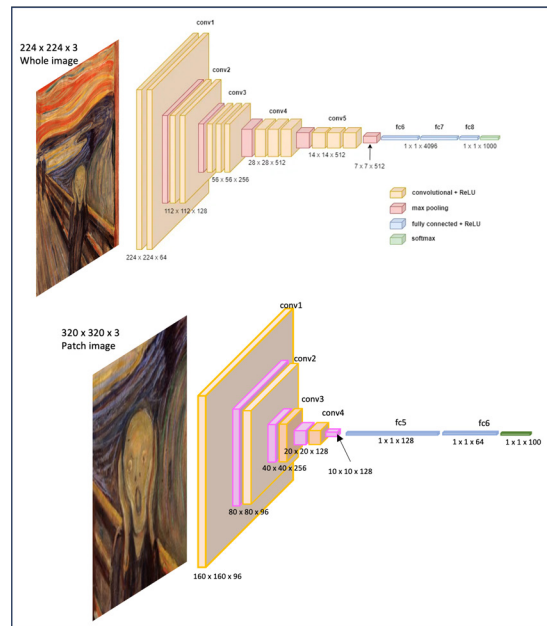 conv1
224 x 224 x 3
Whole image
conv2
conv3
conv4
conv5
fc6
fc7
fc8
1 x 1 x 4096
1 x 1 x 1000
28 x 28 x 512
14 x 14 x 512
7 x 7 x 512
56 x 56 x 256
112 x 112 x 128
224 x 224 x 64
convolutional + ReLU
max pooling
fully connected + ReLU
softmax
conv1
320 x 320 x 3
Patch image
conv2
conv3
conv4
fc5
fc6
1 x 1 x 128
1 x 1 x 64
1 x 1 x 100
20 x 20 x 128
40 x 40 x 256
10 x 10 x 128
80 x 80 x 96
160 x 160 x 96